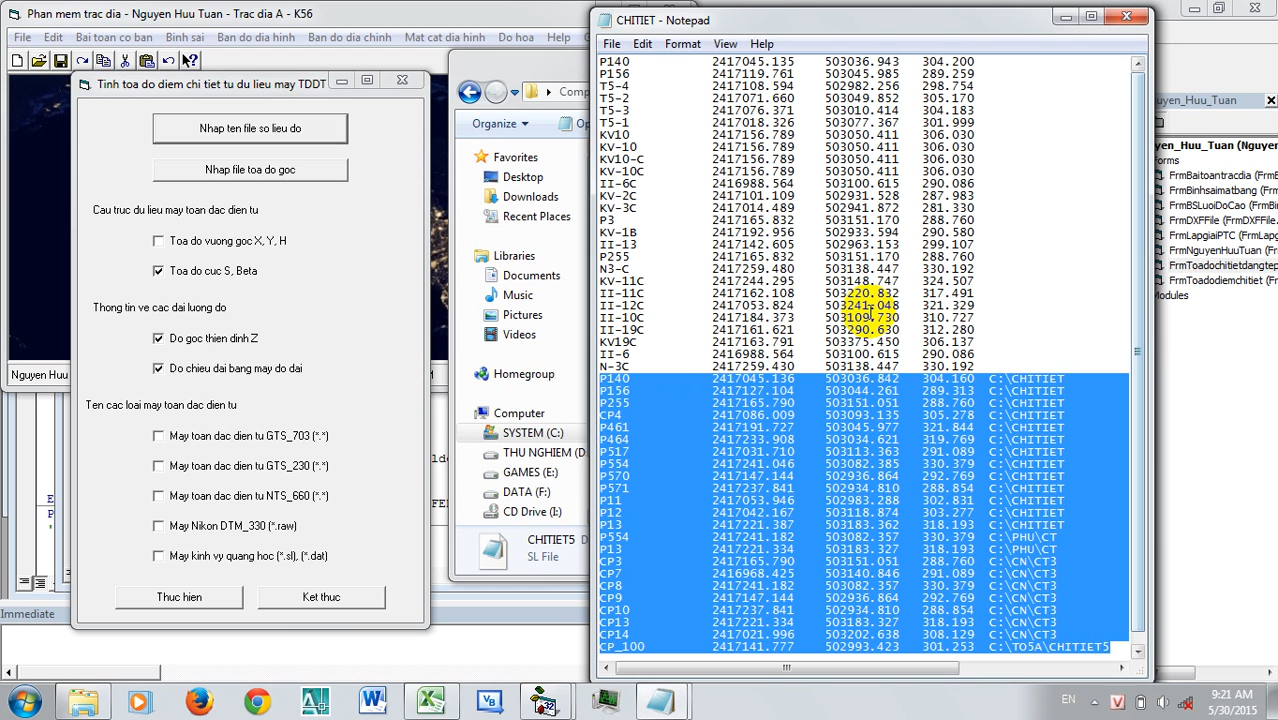 Phan mem trac dia - Nguyen Huu Tuan - Trac dia A - K56
File Edit Bai toan co ban Binh sai Ban do dia hinh Ban do dia chinh Mat cat dia hinh Do hoa Help
Tinh toa do diem chi tiet tu du lieu may TDDT
Nhap ten file so lieu do
Nhap file toa do goc
Cau truc du lieu may toan dac dien tu
Toa do vuong goc X, Y, H
Toa do cuc S, Beta
Thong tin ve cac dai luong do
Do goc thien dinh Z
Do chieu dai bang may do dai
Ten cac loai may toan dac dien tu
May toan dac dien tu GTS_703 (*.*)
May toan dac dien tu GTS_230 (*.*)
May toan dac dien tu NTS_660 (*.*)
May Nikon DTM_330 (*.raw)
May kinh vy quang hoc (*.sl), (*.dat)
Thuc hien
Ket thuc
Nguyen Huu
Immediate
Comp
Organize
Op
Favorites
Desktop
Downloads
Recent Places
Libraries
Documents
Music
Pictures
Videos
Homegroup
Computer
SYSTEM (C:)
THU NGHIEM (D:
GAMES (E:)
DATA (F:)
CD Drive (I:)
CHITIET5
SL File
CHITIET - Notepad
File Edit Format View Help
P140 2417045.135 503036.943 304.200
P156 2417119.761 503045.985 289.259
T5-4 2417108.594 502982.256 298.754
T5-2 2417071.660 503049.852 305.170
T5-3 2417076.371 503010.414 304.183
T5-1 2417018.326 503077.367 301.999
KV10 2417156.789 503050.411 306.030
KV-10 2417156.789 503050.411 306.030
KV10-C 2417156.789 503050.411 306.030
KV-10C 2417156.789 503050.411 306.030
II-6C 2416988.564 503100.615 290.086
KV-2C 2417101.109 502931.528 287.983
KV-3C 2417014.489 502941.872 281.330
P3 2417165.832 503151.170 288.760
KV-1B 2417192.956 502933.594 290.580
II-13 2417142.605 502963.153 299.107
P255 2417165.832 503151.170 288.760
N3-C 2417259.480 503138.447 330.192
KV-11C 2417244.295 503148.747 324.507
II-11C 2417162.108 503220.832 317.491
II-12C 2417053.824 503241.048 321.329
II-10C 2417184.373 503109.730 310.727
II-19C 2417161.621 503290.630 312.280
KV19C 2417163.791 503375.450 306.137
II-6 2416988.564 503100.615 290.086
N-3C 2417259.430 503138.447 330.192
P140 2417045.136 503036.842 304.160 C:\CHITIET
P156 2417127.104 503044.261 289.313 C:\CHITIET
P255 2417165.790 503151.051 288.760 C:\CHITIET
CP4 2417086.009 503093.135 305.278 C:\CHITIET
P461 2417191.727 503045.977 321.844 C:\CHITIET
P464 2417233.908 503034.621 319.769 C:\CHITIET
P517 2417031.710 503113.363 291.089 C:\CHITIET
P554 2417241.046 503082.385 330.379 C:\CHITIET
P570 2417147.144 502936.864 292.769 C:\CHITIET
P571 2417237.841 502934.810 288.854 C:\CHITIET
P11 2417053.946 502983.288 302.831 C:\CHITIET
P12 2417042.167 503118.874 303.277 C:\CHITIET
P13 2417221.387 503183.362 318.193 C:\CHITIET
P554 2417241.182 503082.357 330.379 C:\PHU\CT
P13 2417221.334 503183.327 318.193 C:\PHU\CT
CP3 2417165.790 503151.051 288.760 C:\CN\CT3
CP7 2416968.425 503140.846 291.089 C:\CN\CT3
CP8 2417241.182 503082.357 330.379 C:\CN\CT3
CP9 2417147.144 502936.864 292.769 C:\CN\CT3
CP10 2417237.841 502934.810 288.854 C:\CN\CT3
CP13 2417221.334 503183.327 318.193 C:\CN\CT3
CP14 2417021.996 503202.638 308.129 C:\CN\CT3
CP_100 2417141.777 502993.423 301.253 C:\TO5A\CHITIET5
yen_Huu_Tuan
yen_Huu_Tuan (Nguyen
Forms
FrmBaitoantracdia (FrmB
FrmBinhsaimatbang (Frm
FrmBSLuoiDoCao (FrmBS
FrmDXFFile (FrmDXFFile
FrmLapgiaiPTC (FrmLap
FrmNguyenHuuTuan (Fr
FrmToadochitietdangtep
FrmToadodiemchitiet (Fr
Modules
EN
9:21 AM
5/30/2015